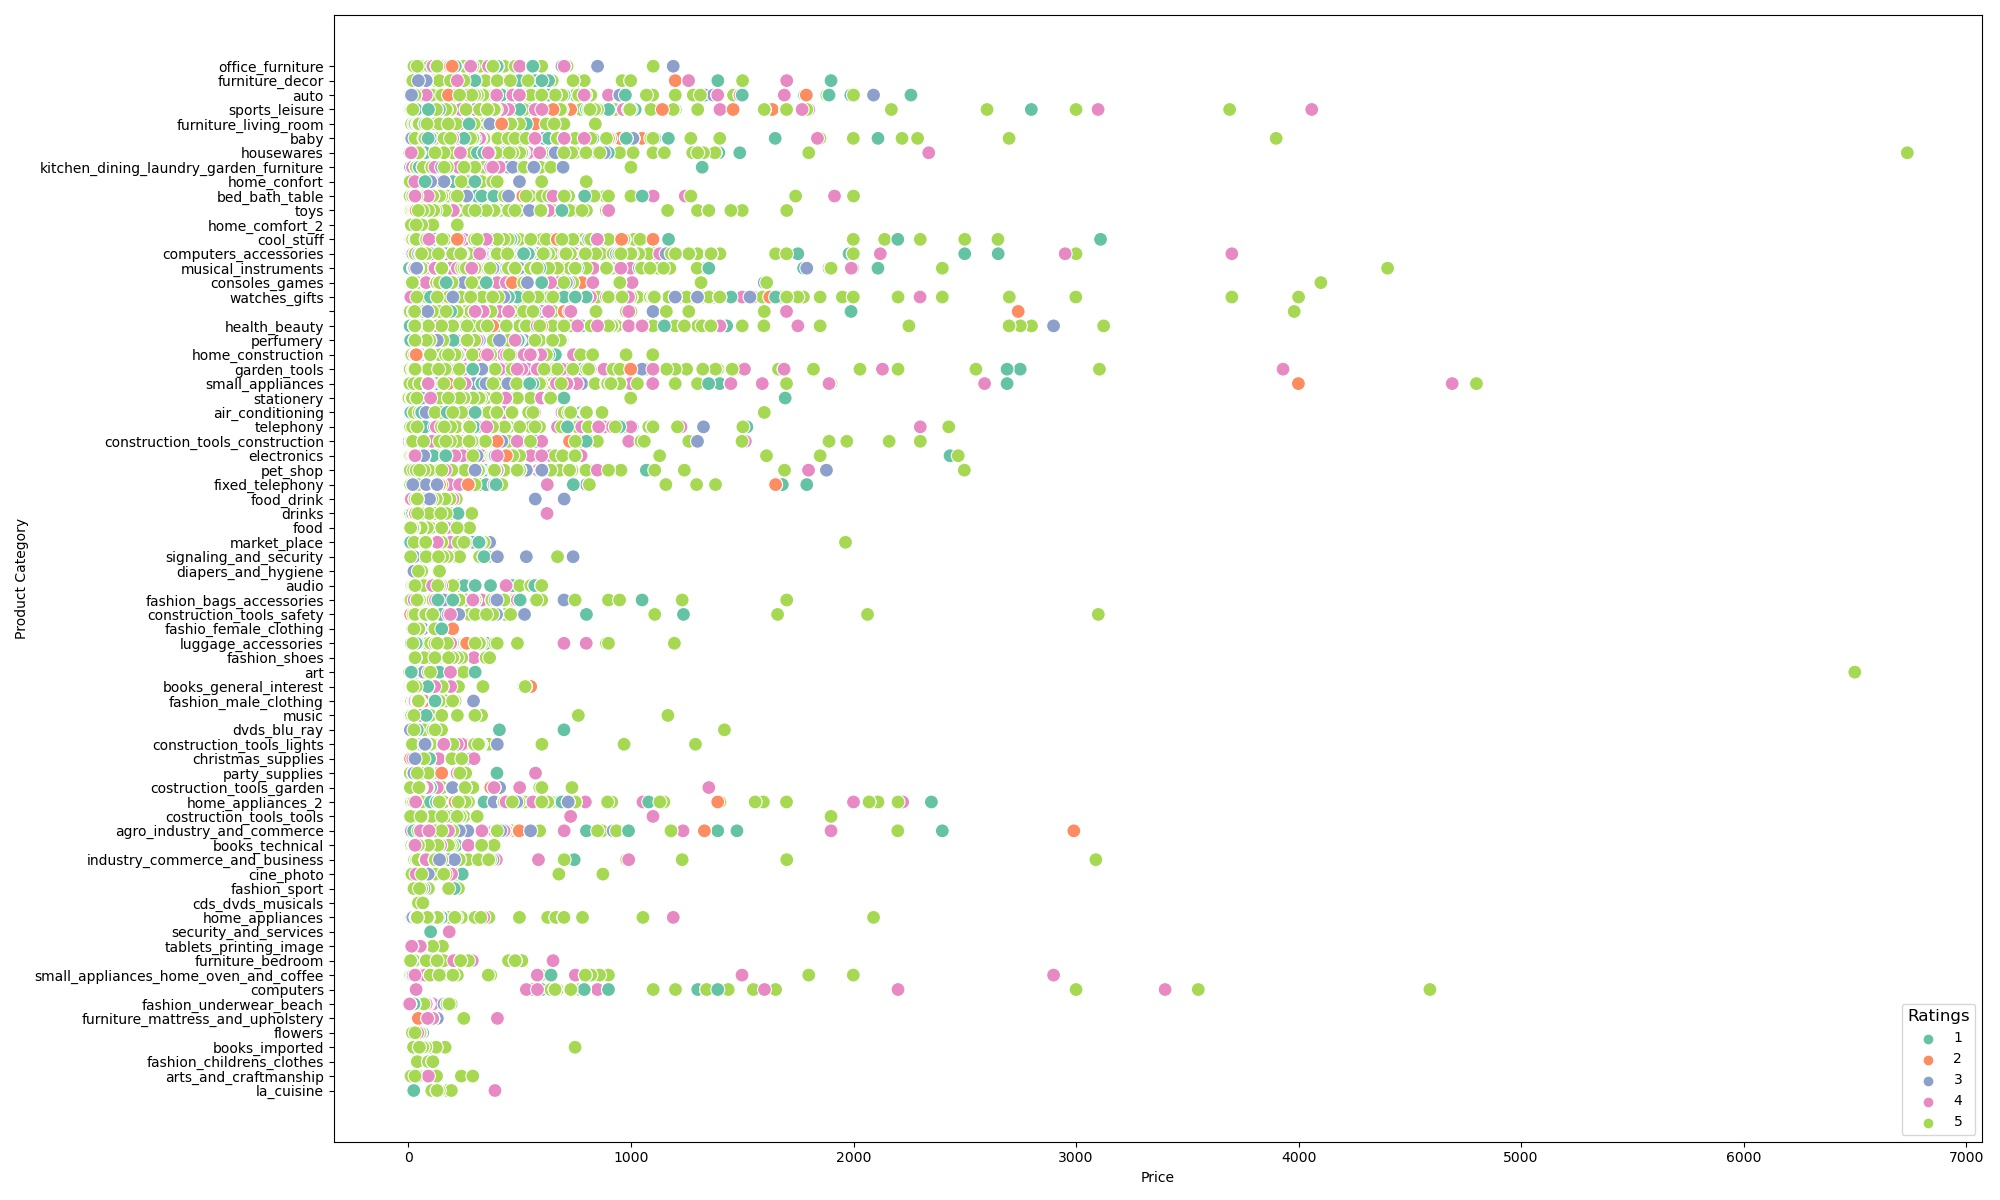 office_furniture
furniture_decor
auto
sports_leisure
furniture_living_room
baby
housewares
kitchen_dining_laundry_garden_furniture
home_confort
bed_bath_table
toys
home_comfort_2
cool_stuff
computers_accessories
musical_instruments
consoles_games
watches_gifts
health_beauty
perfumery
home_construction
garden_tools
small_appliances
stationery
air_conditioning
telephony
construction_tools_construction
electronics
pet_shop
fixed_telephony
food_drink
drinks
food
market_place
signaling_and_security
diapers_and_hygiene
audio
fashion_bags_accessories
construction_tools_safety
fashio_female_clothing
luggage_accessories
fashion_shoes
art
books_general_interest
fashion_male_clothing
music
dvds_blu_ray
construction_tools_lights
christmas_supplies
party_supplies
costruction_tools_garden
home_appliances_2
costruction_tools_tools
agro_industry_and_commerce
books_technical
industry_commerce_and_business
cine_photo
fashion_sport
cds_dvds_musicals
home_appliances
security_and_services
tablets_printing_image
furniture_bedroom
small_appliances_home_oven_and_coffee
computers
fashion_underwear_beach
furniture_mattress_and_upholstery
flowers
books_imported
fashion_childrens_clothes
arts_and_craftmanship
la_cuisine
Product Category
0 1000 2000 3000 4000 5000 6000 7000
Price
Ratings
1
2
3
4
5